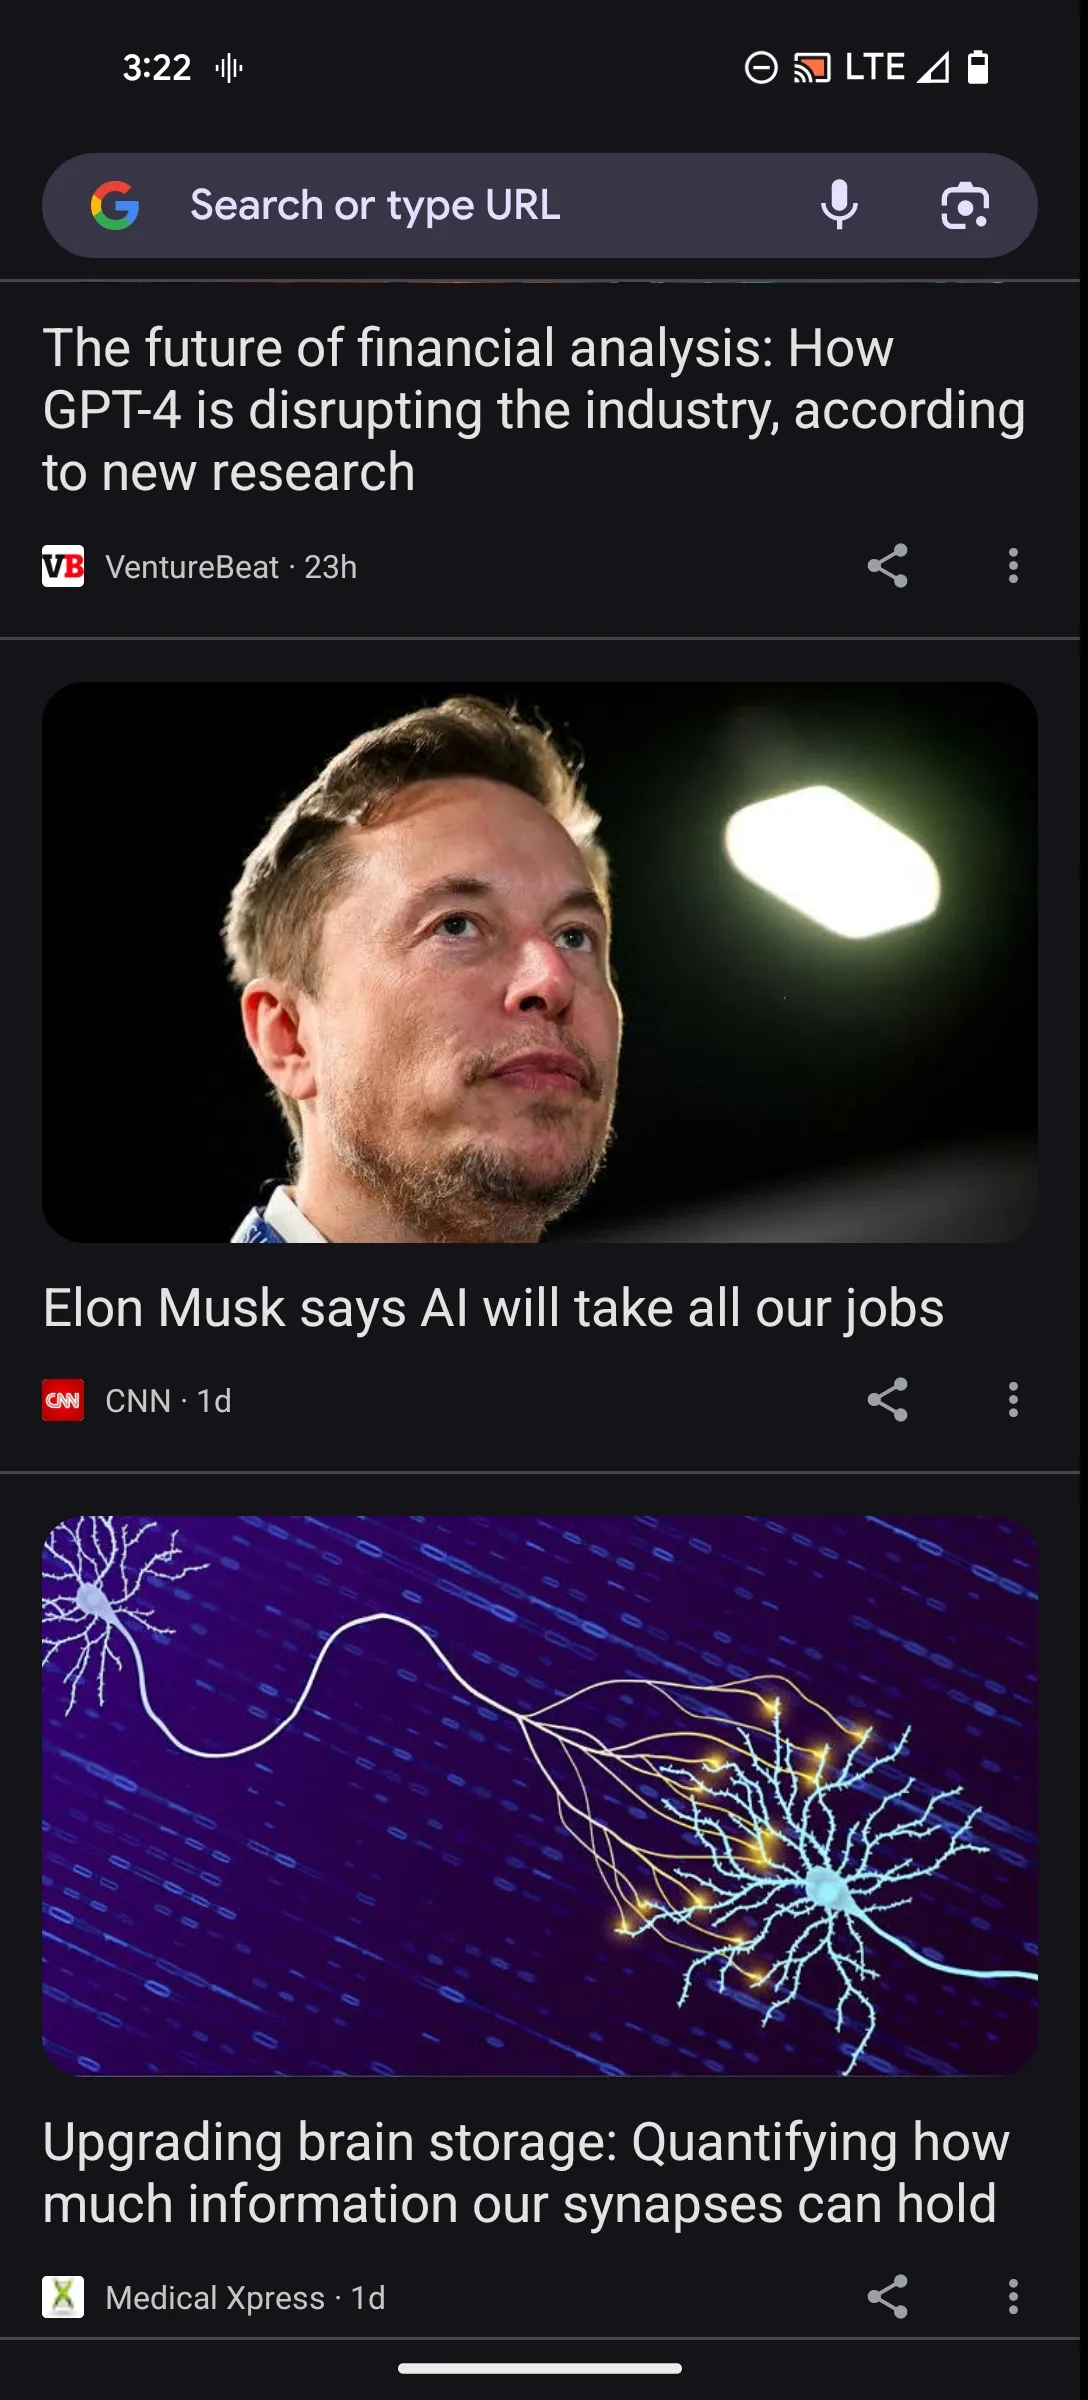 3:22 LTE
Search or type URL
The future of financial analysis: How
GPT-4 is disrupting the industry, according
to new research
VB VentureBeat · 23h
Elon Musk says AI will take all our jobs
CNN CNN · 1d
Upgrading brain storage: Quantifying how
much information our synapses can hold
Medical Xpress · 1d